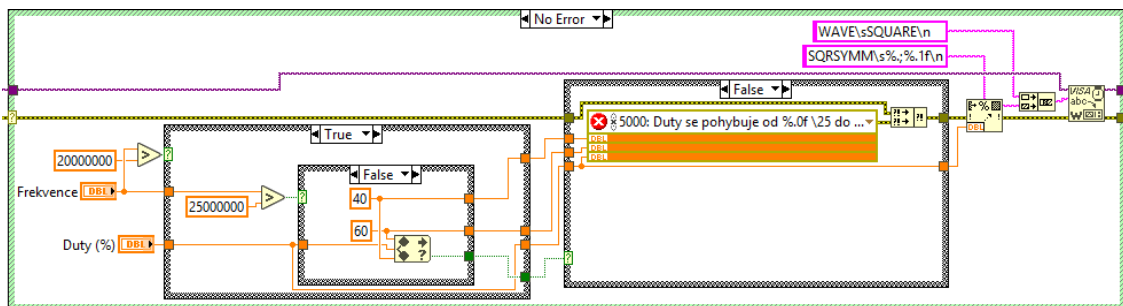 No Error
WAVE\sSQUARE\n
SQRSYMM\s%.;%.1f\n
False
VISA
abc
W
5000: Duty se pohybuje od %.0f \25 do ...
True
DBL
DBL
DBL
DBL
20000000
False
Frekvence DBL
25000000
40
60
Duty (%) DBL